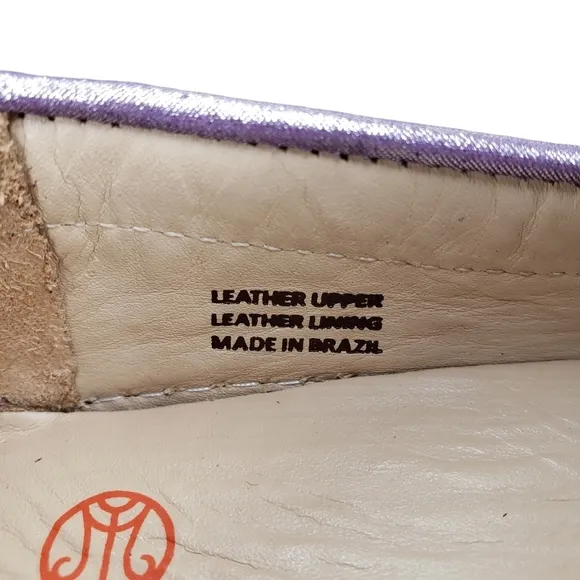 LEATHER UPPER
LEATHER LINING
MADE IN BRAZIL